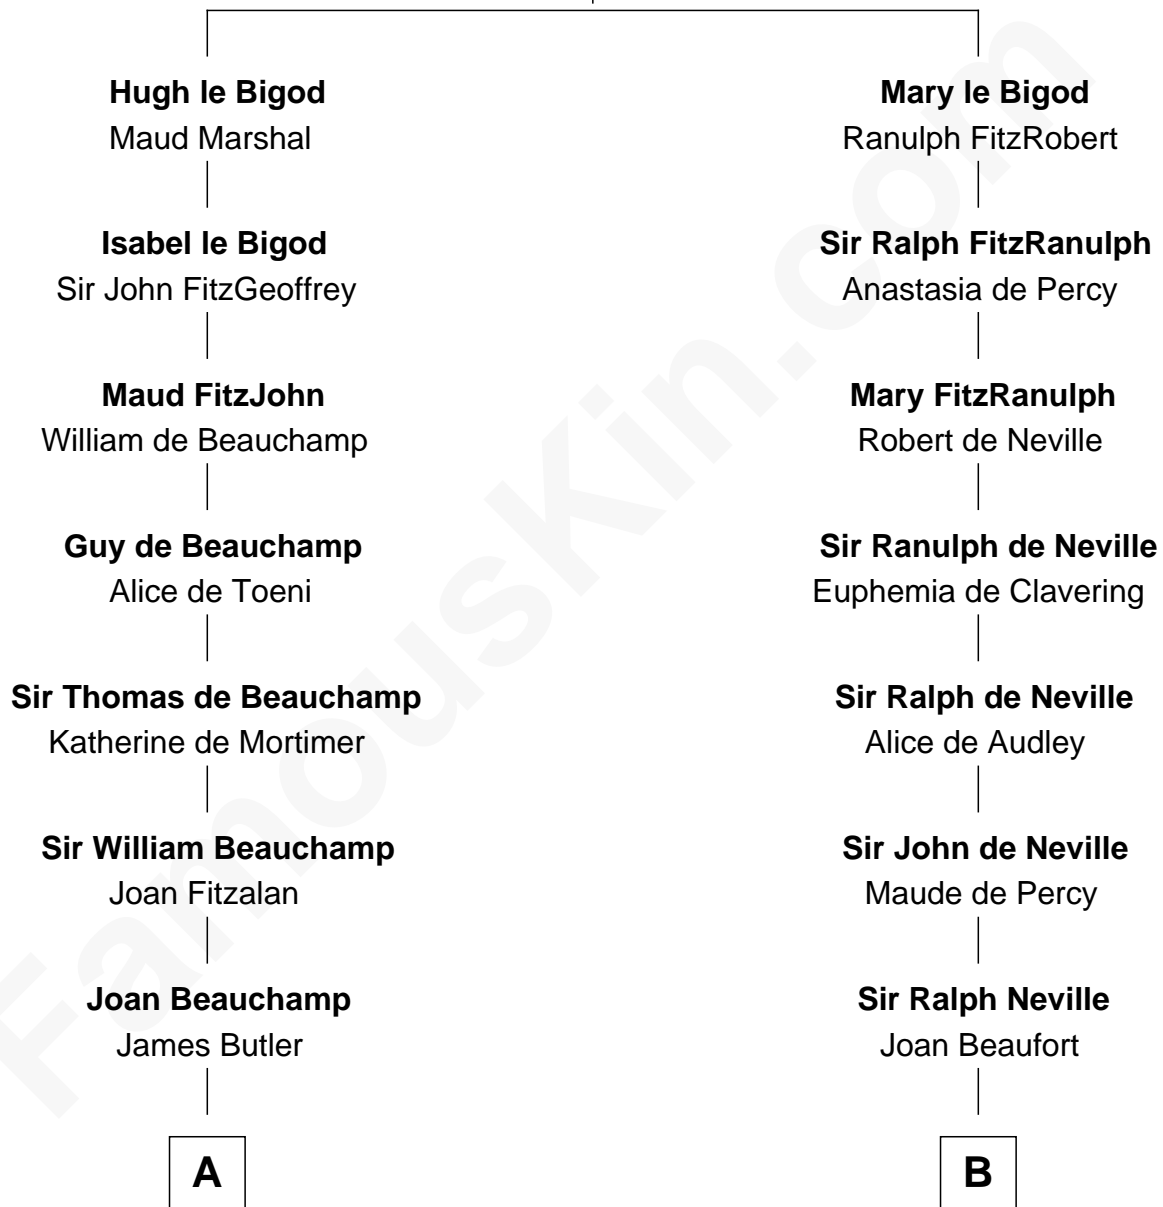 Hugh le Bigod
Maud Marshal
Isabel le Bigod
Sir John FitzGeoffrey
Maud FitzJohn
William de Beauchamp
Guy de Beauchamp
Alice de Toeni
Sir Thomas de Beauchamp
Katherine de Mortimer
Sir William Beauchamp
Joan Fitzalan
Joan Beauchamp
James Butler
A
Mary le Bigod
Ranulph FitzRobert
Sir Ralph FitzRanulph
Anastasia de Percy
Mary FitzRanulph
Robert de Neville
Sir Ranulph de Neville
Euphemia de Clavering
Sir Ralph de Neville
Alice de Audley
Sir John de Neville
Maude de Percy
Sir Ralph Neville
Joan Beaufort
B
FamousKin.com